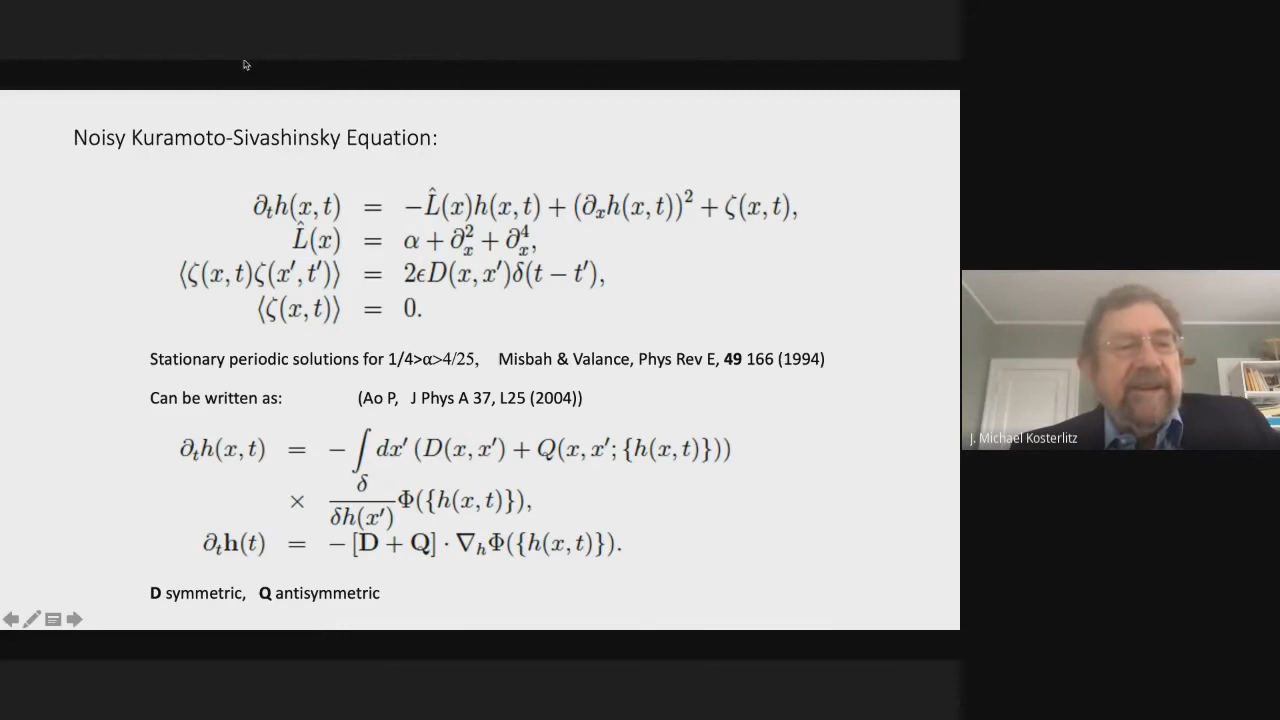 Noisy Kuramoto-Sivashinsky Equation:
∂ₜh(x,t) = −L̂(x)h(x,t) + (∂ₓh(x,t))² + ζ(x,t),
L̂(x) = α + ∂ₓ² + ∂ₓ⁴,
⟨ζ(x,t)ζ(x′,t′)⟩ = 2ϵD(x,x′)δ(t − t′),
⟨ζ(x,t)⟩ = 0.
Stationary periodic solutions for 1/4>α>4/25, Misbah & Valance, Phys Rev E, 49 166 (1994)
Can be written as: (Ao P, J Phys A 37, L25 (2004))
∂ₜh(x,t) = −∫ dx′ (D(x,x′) + Q(x,x′;{h(x,t)}))
× δ/δh(x′) Φ({h(x,t)}),
∂ₜh(t) = −[D + Q] · ∇ₕΦ({h(x,t)}).
D symmetric, Q antisymmetric
J. Michael Kosterlitz